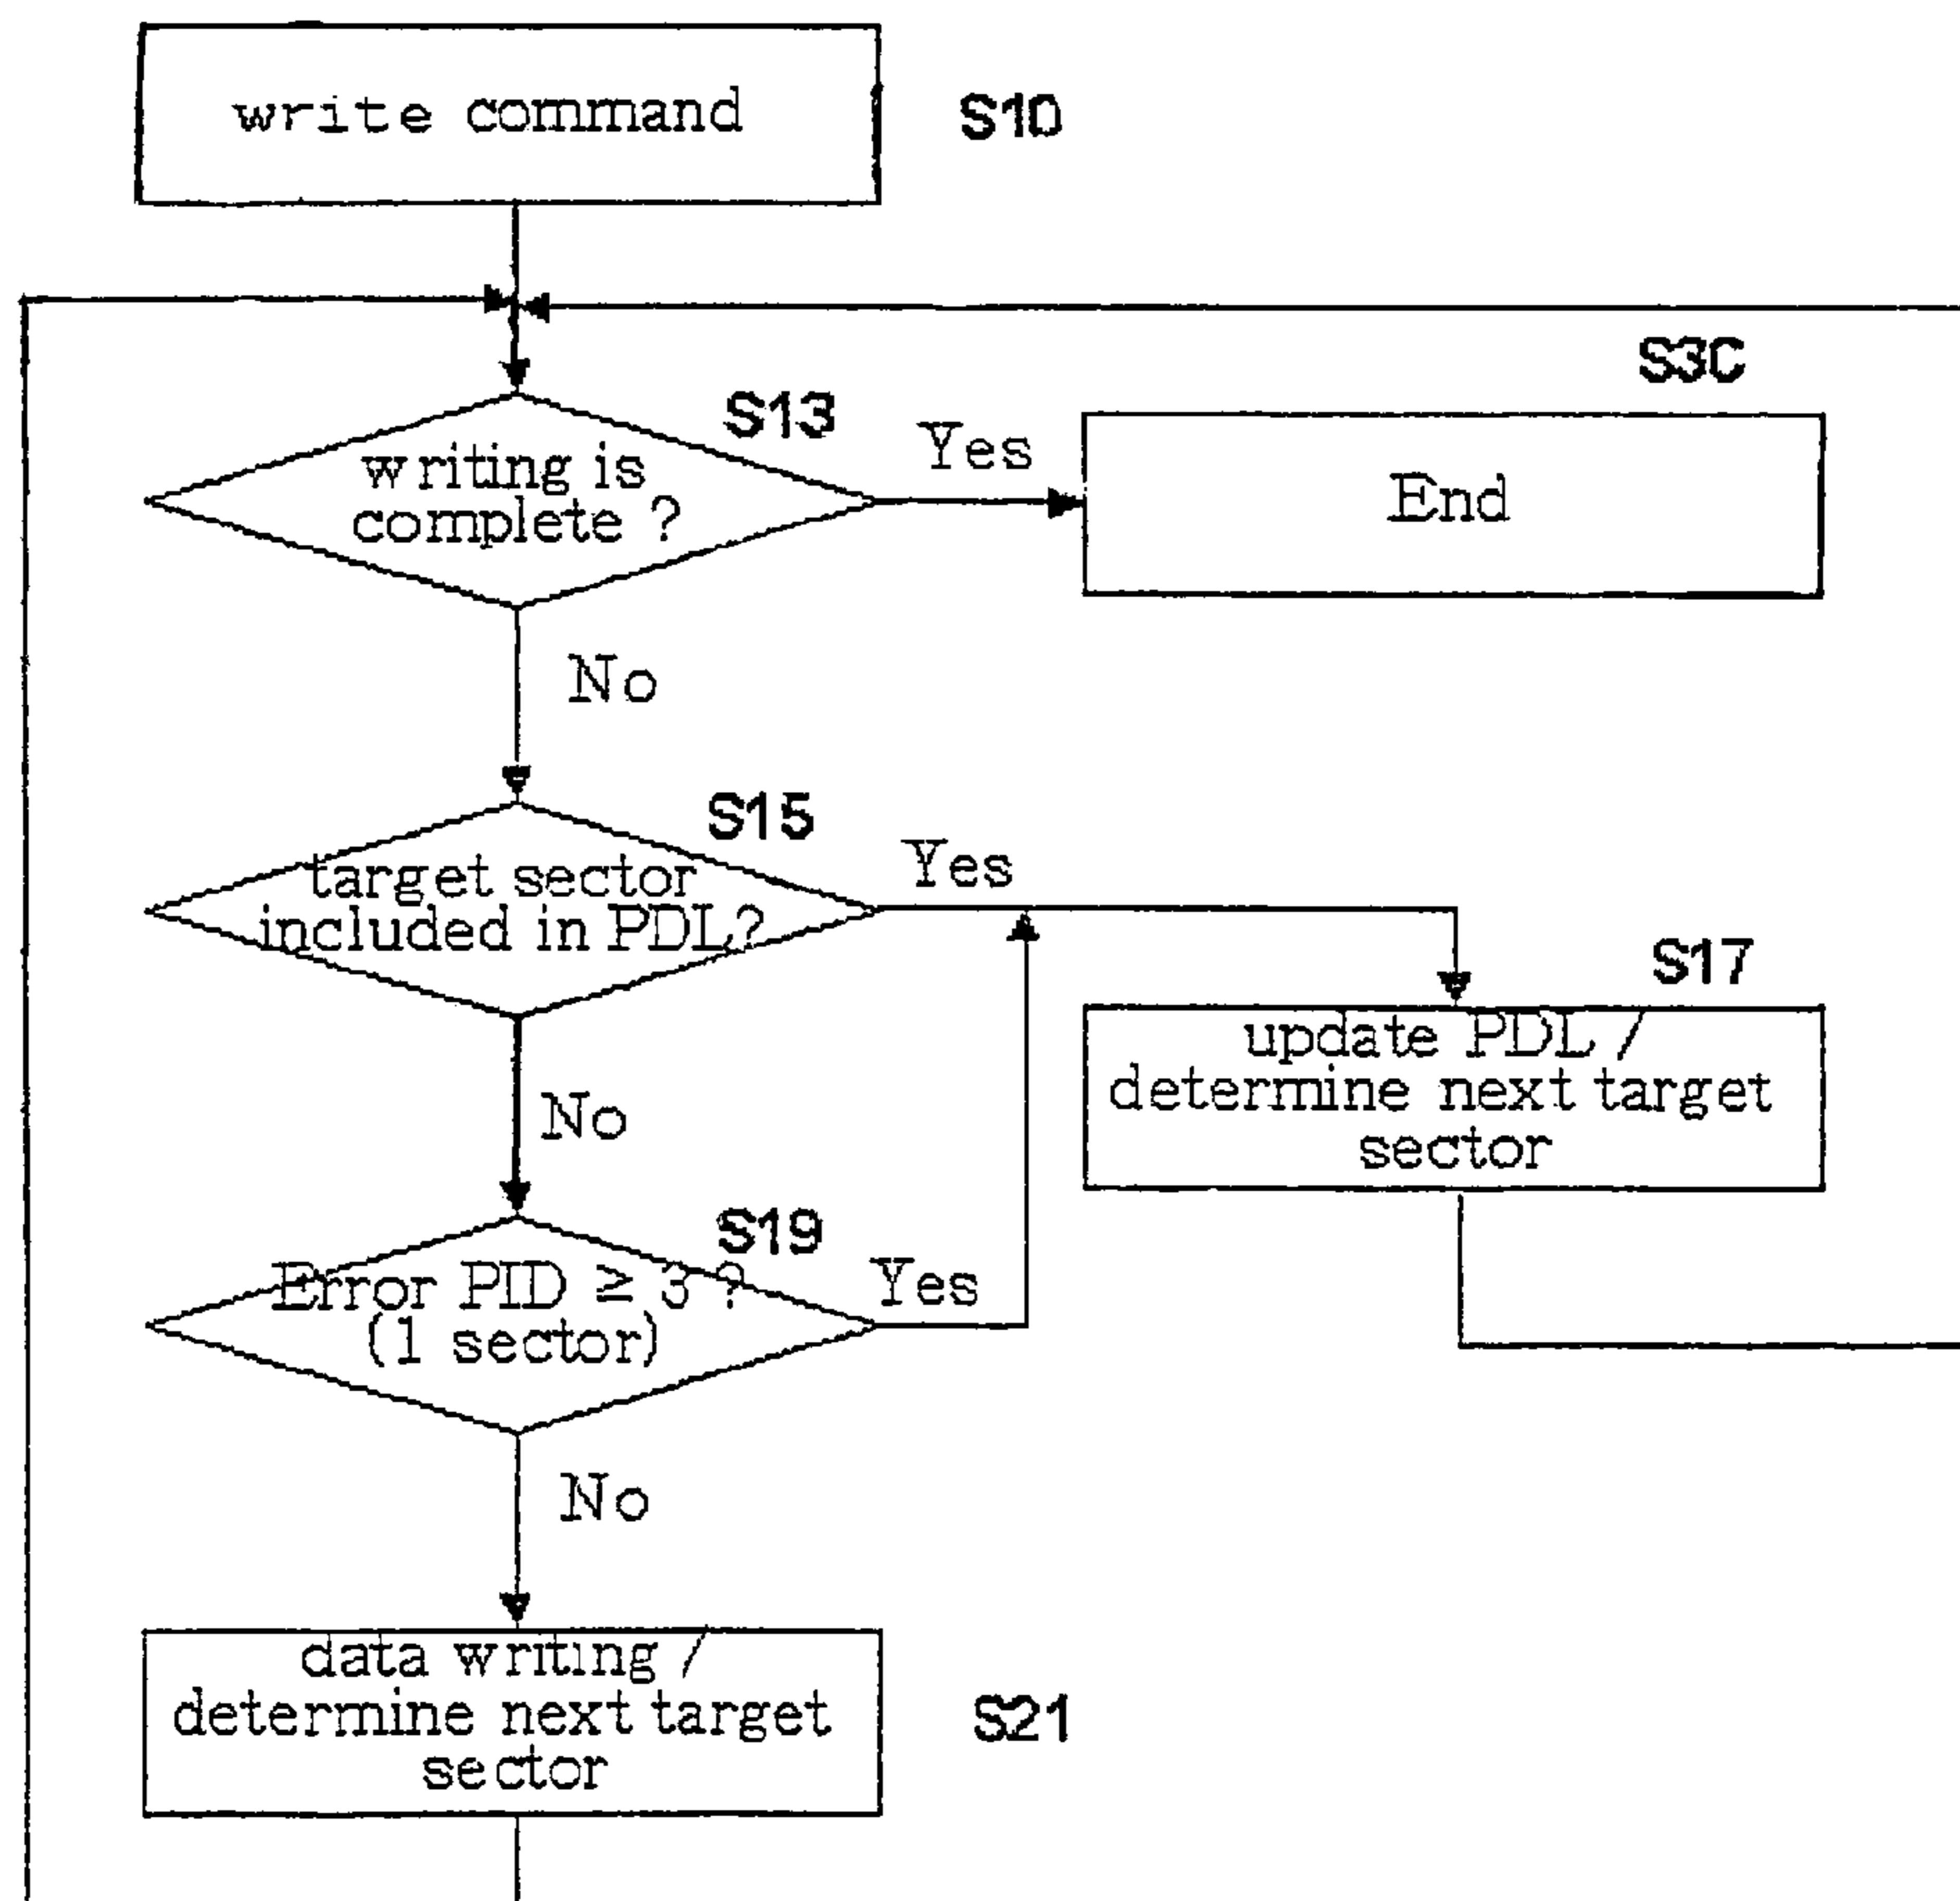 write command
S10
S3C
S13
writing is
complete ?
Yes
End
No
S15
target sector
included in PDL?
Yes
S17
update PDL /
determine next target
sector
No
S19
Error PID ≥ 3 ?
(1 sector)
Yes
No
data writing /
determine next target
sector
S21